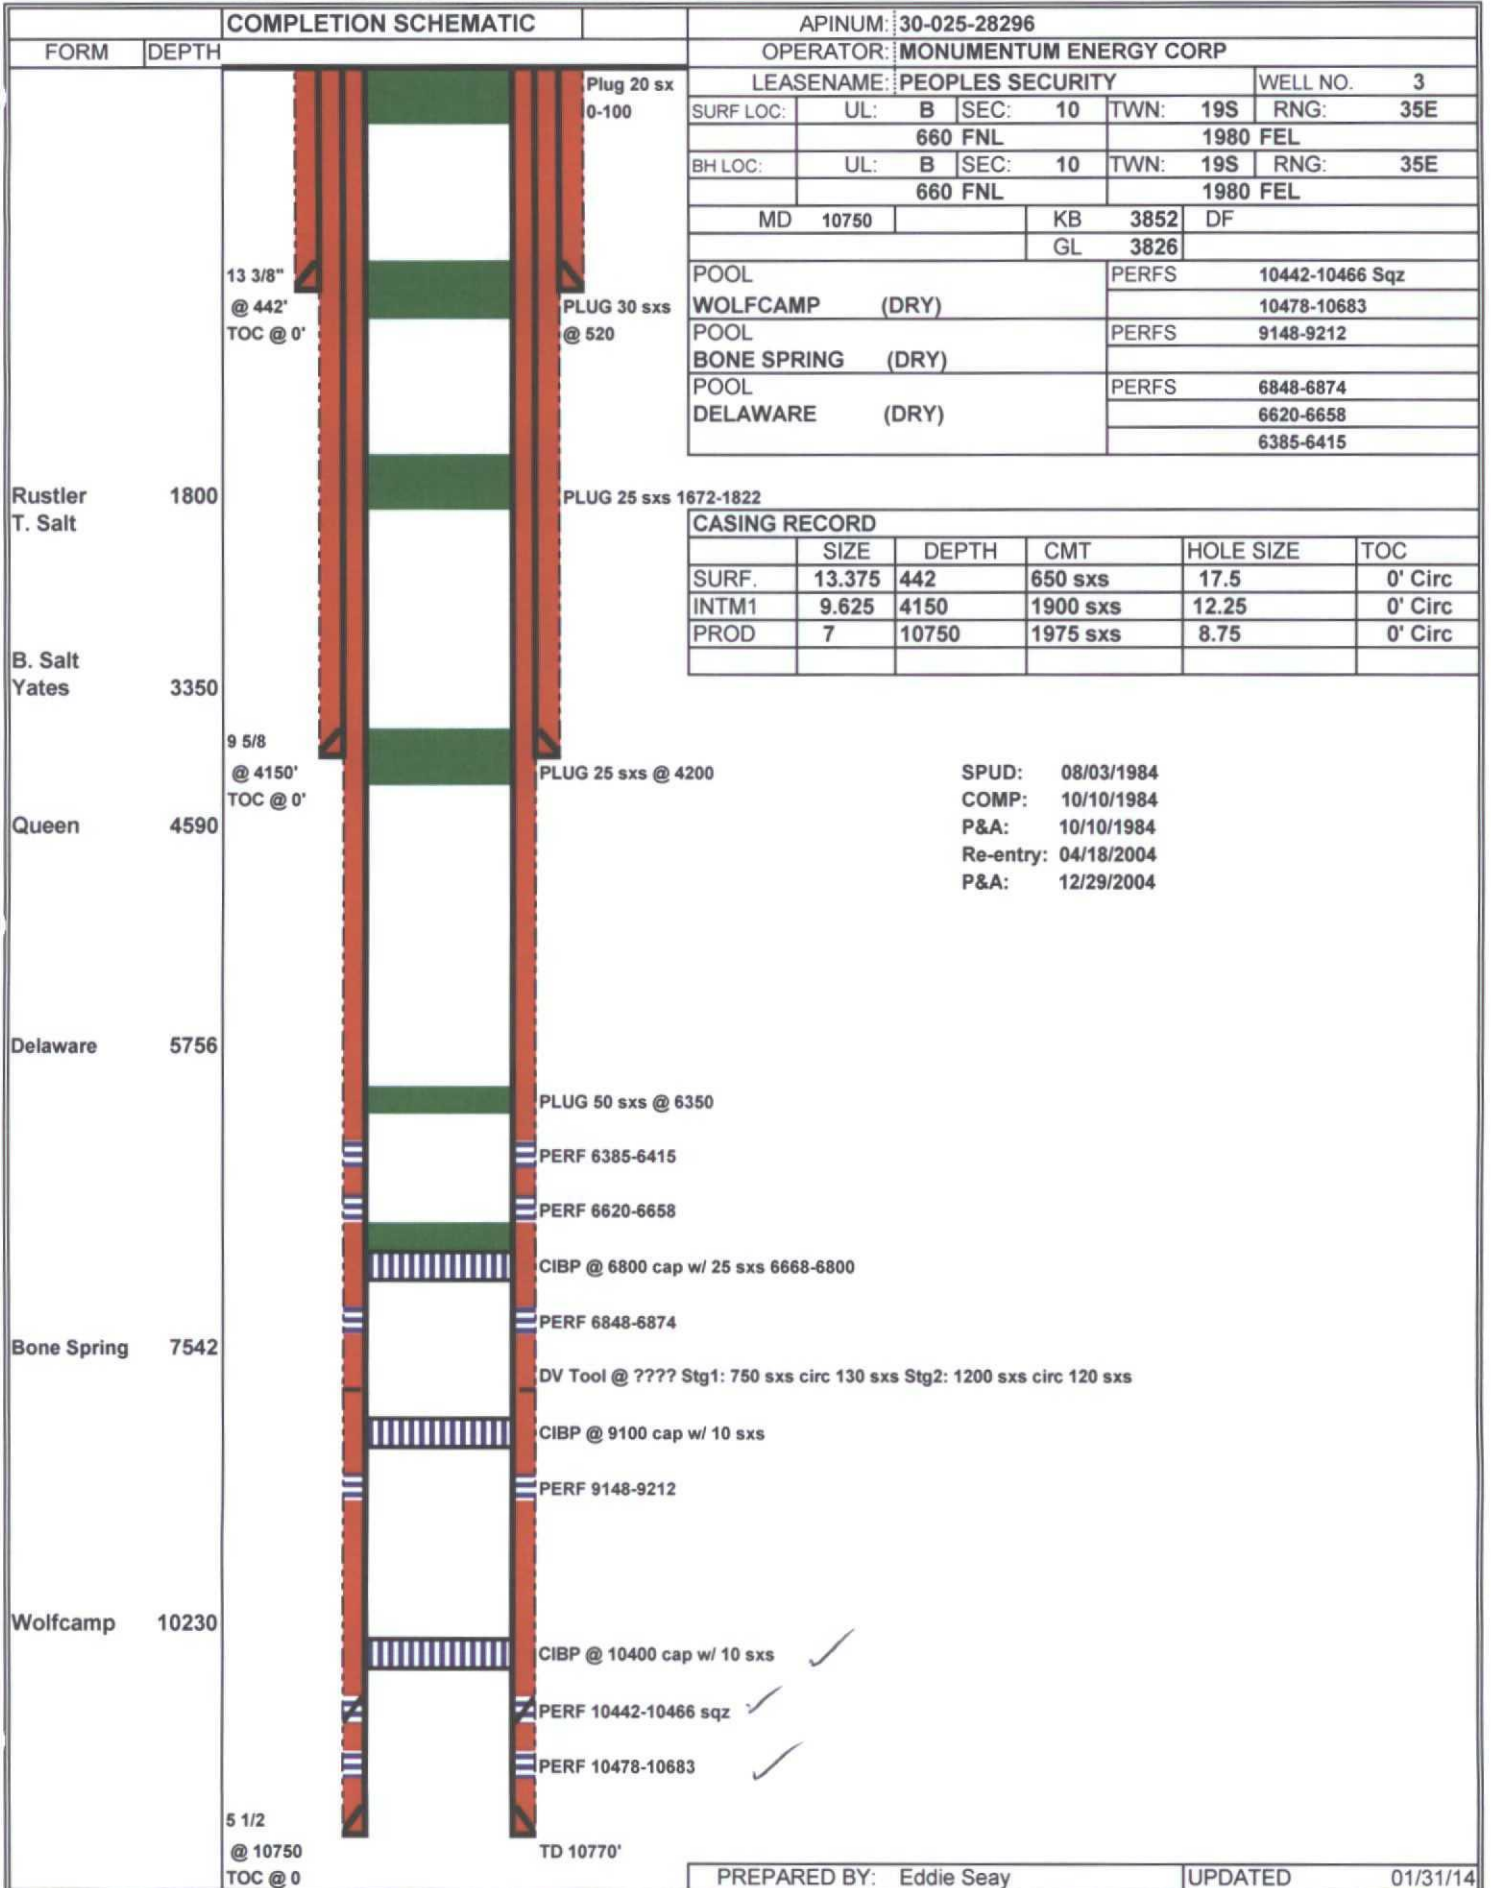 COMPLETION SCHEMATIC
FORM DEPTH
APINUM: 30-025-28296
OPERATOR: MONUMENTUM ENERGY CORP
LEASENAME: PEOPLES SECURITY WELL NO. 3
SURF LOC: UL: B SEC: 10 TWN: 19S RNG: 35E
660 FNL 1980 FEL
BH LOC: UL: B SEC: 10 TWN: 19S RNG: 35E
660 FNL 1980 FEL
MD 10750 KB 3852 DF
GL 3826
POOL PERFS 10442-10466 Sqz
WOLFCAMP (DRY) 10478-10683
POOL PERFS 9148-9212
BONE SPRING (DRY)
POOL PERFS 6848-6874
DELAWARE (DRY) 6620-6658
6385-6415
CASING RECORD
SIZE DEPTH CMT HOLE SIZE TOC
SURF. 13.375 442 650 sxs 17.5 0' Circ
INTM1 9.625 4150 1900 sxs 12.25 0' Circ
PROD 7 10750 1975 sxs 8.75 0' Circ
SPUD: 08/03/1984
COMP: 10/10/1984
P&A: 10/10/1984
Re-entry: 04/18/2004
P&A: 12/29/2004
Plug 20 sx
0-100
13 3/8"
@ 442'
TOC @ 0'
PLUG 30 sxs
@ 520
Rustler 1800
T. Salt
PLUG 25 sxs 1672-1822
B. Salt
Yates 3350
9 5/8
@ 4150'
TOC @ 0'
PLUG 25 sxs @ 4200
Queen 4590
Delaware 5756
PLUG 50 sxs @ 6350
PERF 6385-6415
PERF 6620-6658
CIBP @ 6800 cap w/ 25 sxs 6668-6800
PERF 6848-6874
Bone Spring 7542
DV Tool @ ???? Stg1: 750 sxs circ 130 sxs Stg2: 1200 sxs circ 120 sxs
CIBP @ 9100 cap w/ 10 sxs
PERF 9148-9212
Wolfcamp 10230
CIBP @ 10400 cap w/ 10 sxs
PERF 10442-10466 sqz
PERF 10478-10683
5 1/2
@ 10750
TOC @ 0
TD 10770'
PREPARED BY: Eddie Seay UPDATED 01/31/14